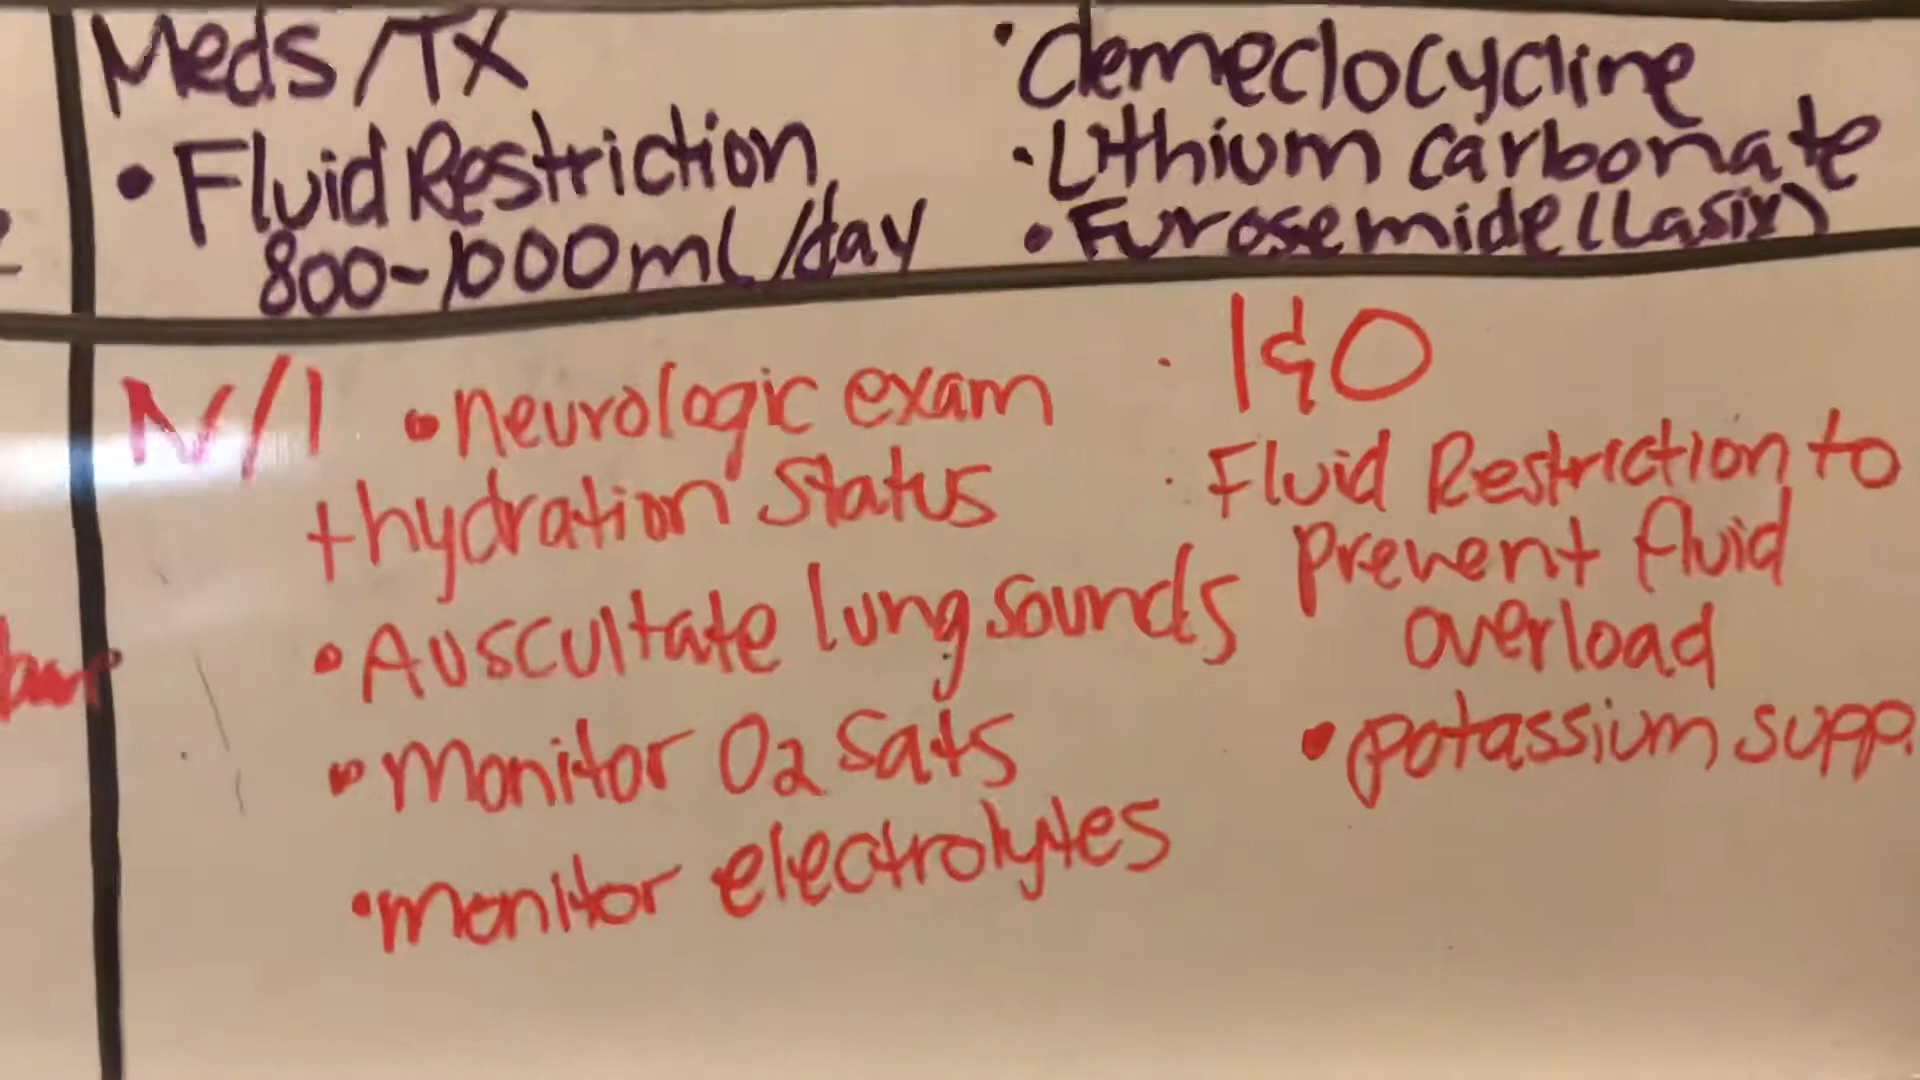 Meds/TX
• Fluid Restriction
800-1000ml/day
• demeclocycline
• Lithium carbonate
• Furosemide (Lasix)
N/I • neurologic exam
+ hydration status
• Auscultate lung sounds
• monitor O2 sats
• monitor electrolytes
• I&O
• Fluid Restriction to
prevent fluid
overload
• potassium supp.